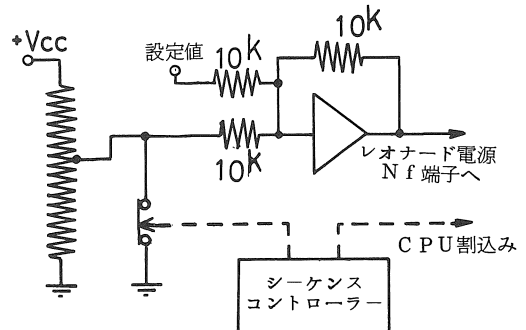 +Vcc
設定値
10K
10K
10K
レオナード電源
Nf端子へ
CPU割込み
シーケンス
コントローラー